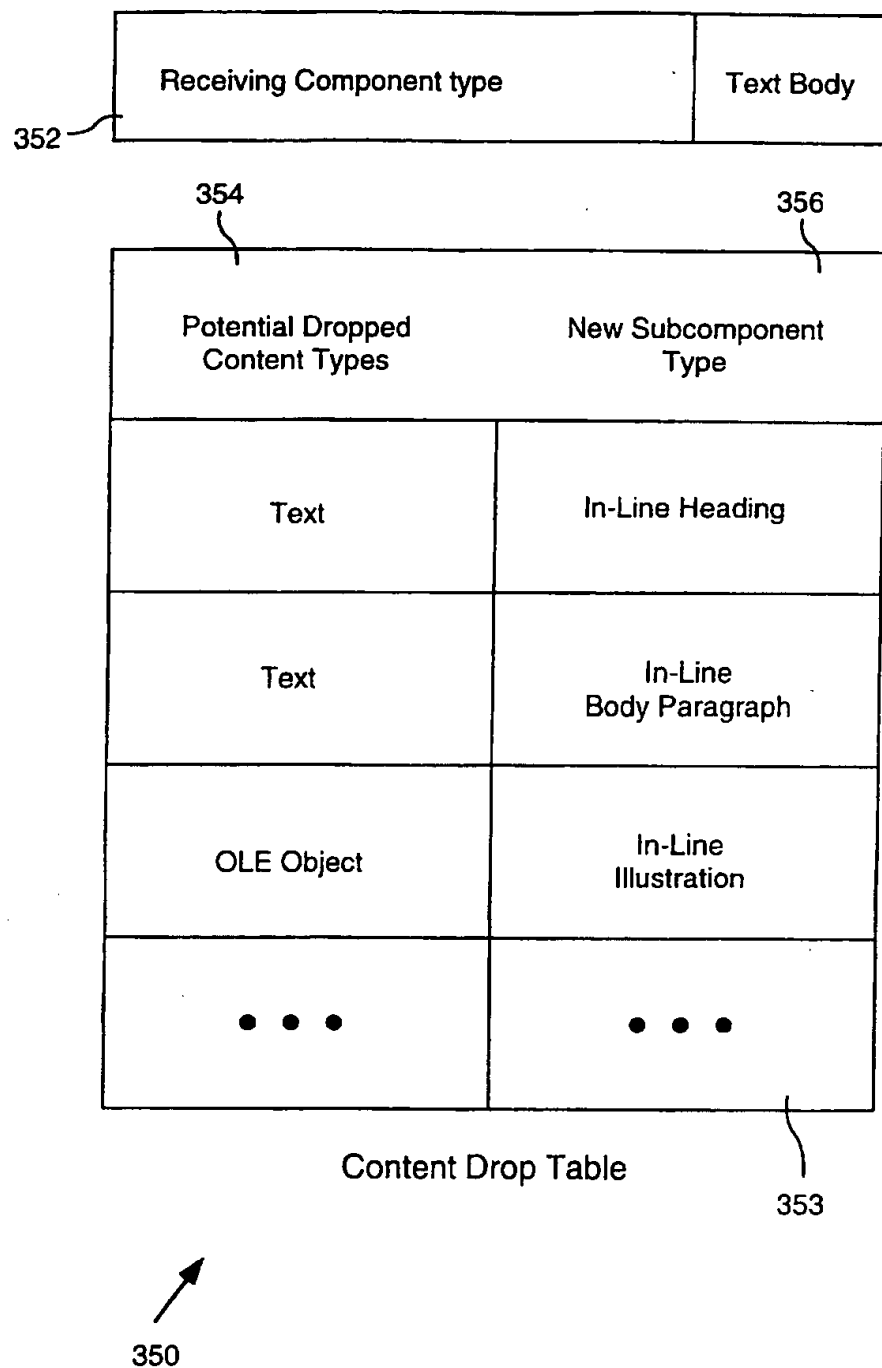 Receiving Component type
Text Body
352
354
356
Potential Dropped
Content Types
New Subcomponent
Type
Text
In-Line Heading
Text
In-Line
Body Paragraph
OLE Object
In-Line
Illustration
• • •
• • •
Content Drop Table
353
350